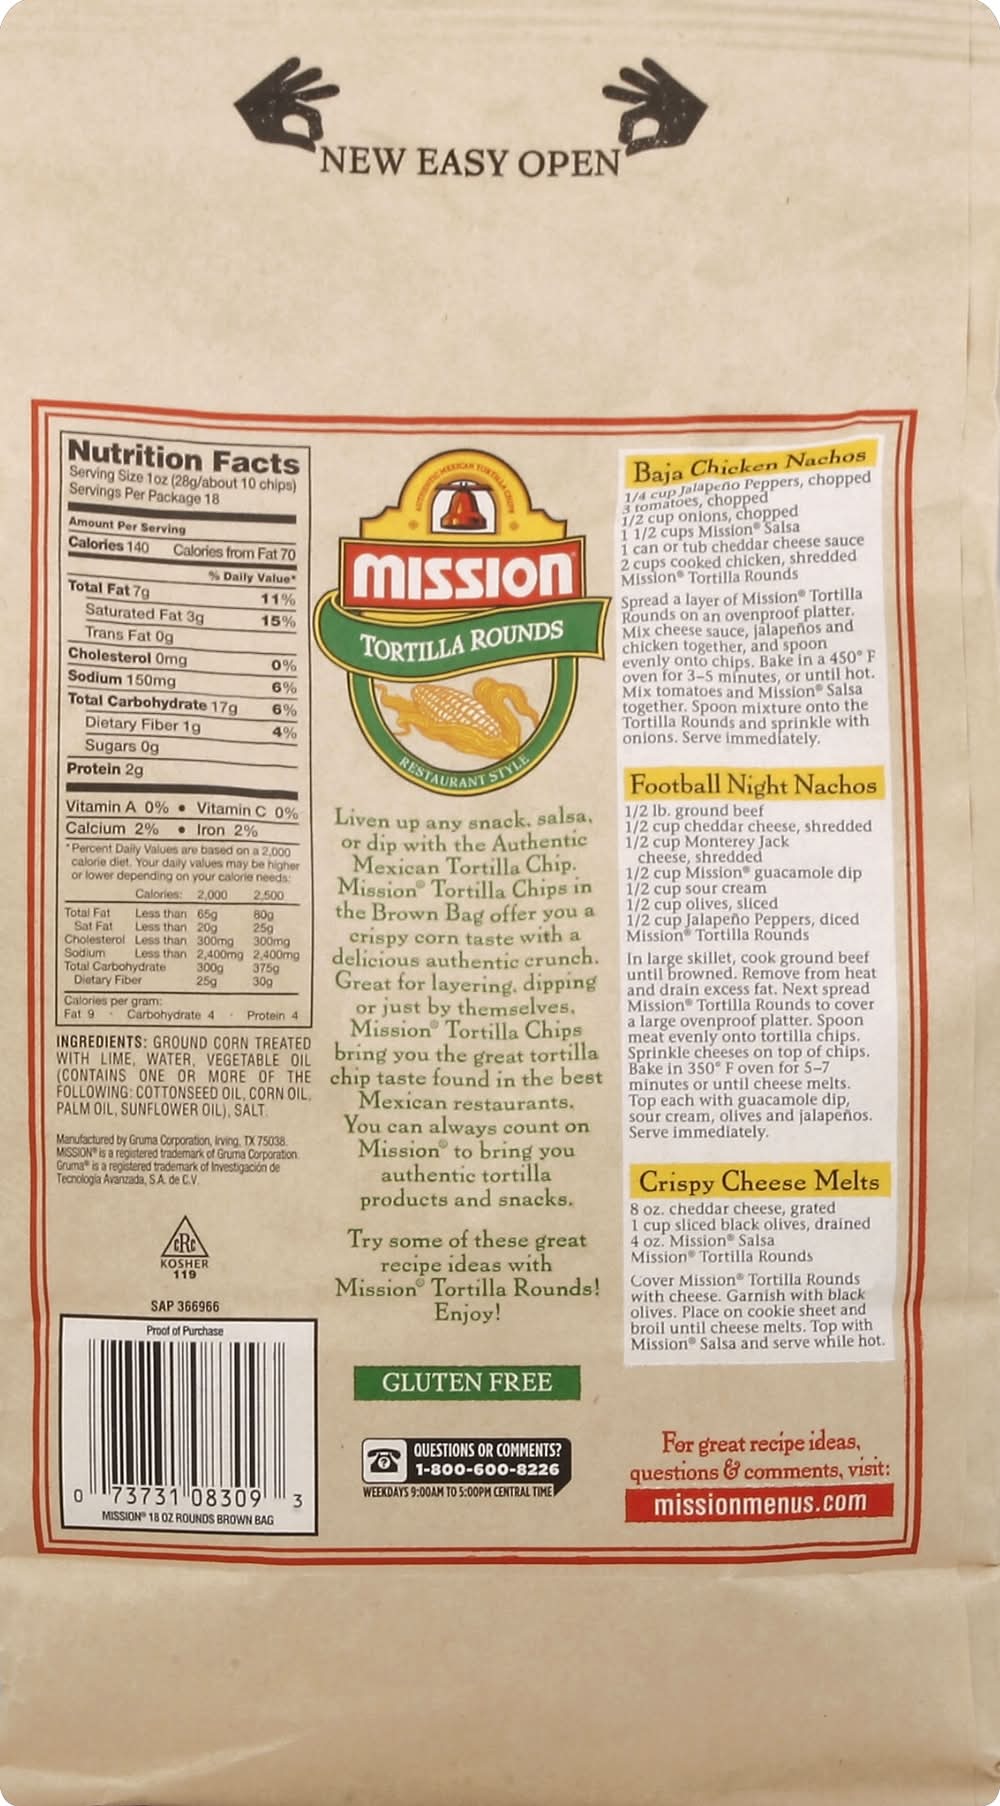 NEW EASY OPEN
Nutrition Facts
Serving Size 1oz (28g/about 10 chips)
Servings Per Package 18
Amount Per Serving
Calories 140 Calories from Fat 70
% Daily Value*
Total Fat 7g 11%
Saturated Fat 3g 15%
Trans Fat 0g
Cholesterol 0mg 0%
Sodium 150mg 6%
Total Carbohydrate 17g 6%
Dietary Fiber 1g 4%
Sugars 0g
Protein 2g
Vitamin A 0% • Vitamin C 0%
Calcium 2% • Iron 2%
*Percent Daily Values are based on a 2,000
calorie diet. Your daily values may be higher
or lower depending on your calorie needs:
Calories: 2,000 2,500
Total Fat Less than 65g 80g
Sat Fat Less than 20g 25g
Cholesterol Less than 300mg 300mg
Sodium Less than 2,400mg 2,400mg
Total Carbohydrate 300g 375g
Dietary Fiber 25g 30g
Calories per gram:
Fat 9 · Carbohydrate 4 · Protein 4
INGREDIENTS: GROUND CORN TREATED
WITH LIME, WATER, VEGETABLE OIL
(CONTAINS ONE OR MORE OF THE
FOLLOWING: COTTONSEED OIL, CORN OIL,
PALM OIL, SUNFLOWER OIL), SALT.
Manufactured by Gruma Corporation, Irving, TX 75038.
MISSION® is a registered trademark of Gruma Corporation.
Gruma® is a registered trademark of Investigación de
Tecnología Avanzada, S.A. de C.V.
cRc
KOSHER
119
SAP 366966
Proof of Purchase
0 73731 08309 3
MISSION® 18 OZ ROUNDS BROWN BAG
AUTHENTIC MEXICAN TORTILLA CHIPS
MISSION®
TORTILLA ROUNDS
RESTAURANT STYLE
Liven up any snack, salsa,
or dip with the Authentic
Mexican Tortilla Chip.
Mission® Tortilla Chips in
the Brown Bag offer you a
crispy corn taste with a
delicious authentic crunch.
Great for layering, dipping
or just by themselves,
Mission® Tortilla Chips
bring you the great tortilla
chip taste found in the best
Mexican restaurants.
You can always count on
Mission® to bring you
authentic tortilla
products and snacks.
Try some of these great
recipe ideas with
Mission® Tortilla Rounds!
Enjoy!
GLUTEN FREE
QUESTIONS OR COMMENTS?
1-800-600-8226
WEEKDAYS 9:00AM TO 5:00PM CENTRAL TIME
Baja Chicken Nachos
1/4 cup Jalapeño Peppers, chopped
3 tomatoes, chopped
1/2 cup onions, chopped
1 1/2 cups Mission® Salsa
1 can or tub cheddar cheese sauce
2 cups cooked chicken, shredded
Mission® Tortilla Rounds
Spread a layer of Mission® Tortilla
Rounds on an ovenproof platter.
Mix cheese sauce, jalapeños and
chicken together, and spoon
evenly onto chips. Bake in a 450° F
oven for 3–5 minutes, or until hot.
Mix tomatoes and Mission® Salsa
together. Spoon mixture onto the
Tortilla Rounds and sprinkle with
onions. Serve immediately.
Football Night Nachos
1/2 lb. ground beef
1/2 cup cheddar cheese, shredded
1/2 cup Monterey Jack
cheese, shredded
1/2 cup Mission® guacamole dip
1/2 cup sour cream
1/2 cup olives, sliced
1/2 cup Jalapeño Peppers, diced
Mission® Tortilla Rounds
In large skillet, cook ground beef
until browned. Remove from heat
and drain excess fat. Next spread
Mission® Tortilla Rounds to cover
a large ovenproof platter. Spoon
meat evenly onto tortilla chips.
Sprinkle cheeses on top of chips.
Bake in 350° F oven for 5–7
minutes or until cheese melts.
Top each with guacamole dip,
sour cream, olives and jalapeños.
Serve immediately.
Crispy Cheese Melts
8 oz. cheddar cheese, grated
1 cup sliced black olives, drained
4 oz. Mission® Salsa
Mission® Tortilla Rounds
Cover Mission® Tortilla Rounds
with cheese. Garnish with black
olives. Place on cookie sheet and
broil until cheese melts. Top with
Mission® Salsa and serve while hot.
For great recipe ideas,
questions & comments, visit:
missionmenus.com